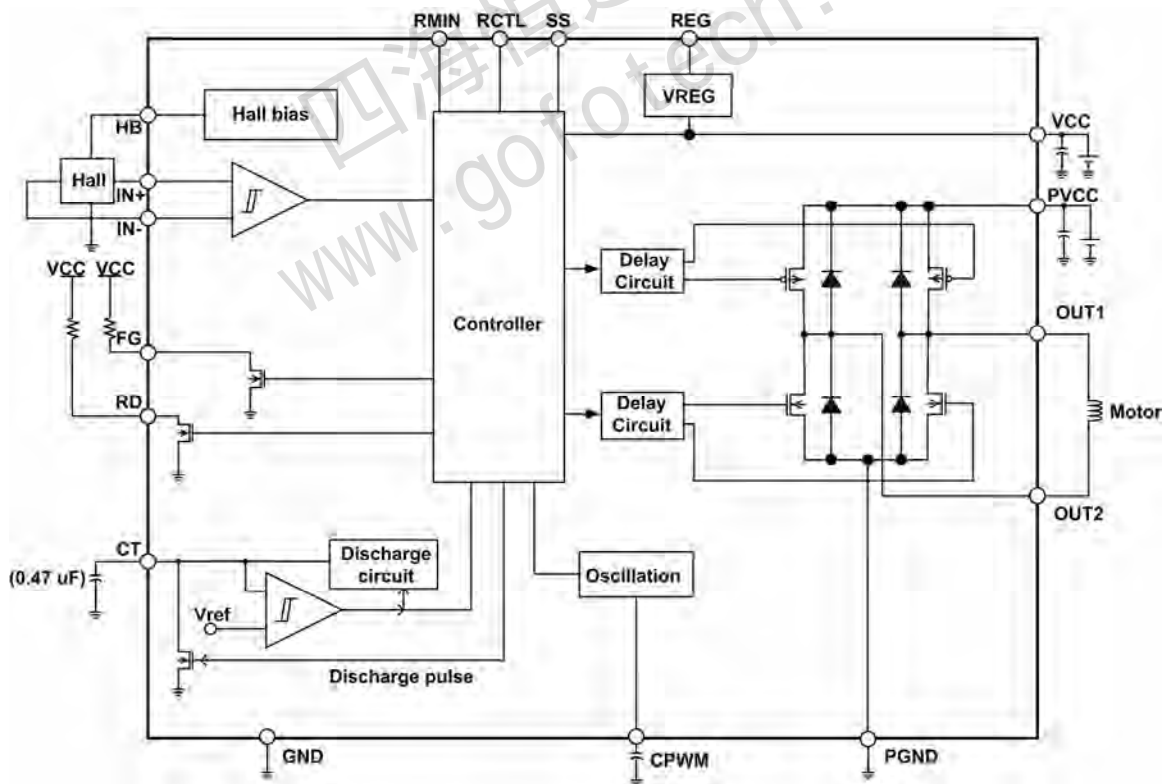 RMIN RCTL SS REG
VREG
Hall bias
HB
VCC
Hall
IN+
IN-
PVCC
VCC VCC
Delay
Circuit
Controller
OUT1
FG
RD
Delay
Circuit
Motor
OUT2
CT
Discharge
circuit
Oscillation
(0.47 uF)
Vref
Discharge pulse
GND
CPWM
PGND
www.gofotech.